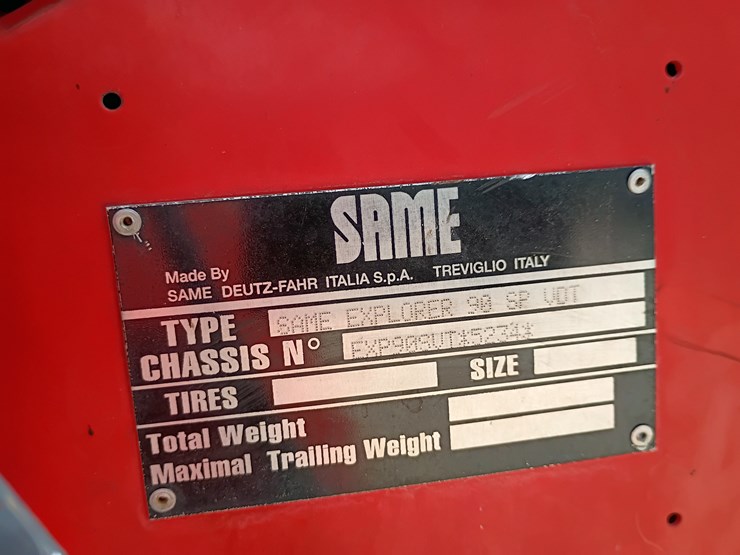 SAME
Made By
SAME DEUTZ-FAHR ITALIA S.p.A. TREVIGLIO ITALY
TYPE SAME EXPLORER 90 SP VDT
CHASSIS N°
TIRES SIZE
Total Weight
Maximal Trailing Weight